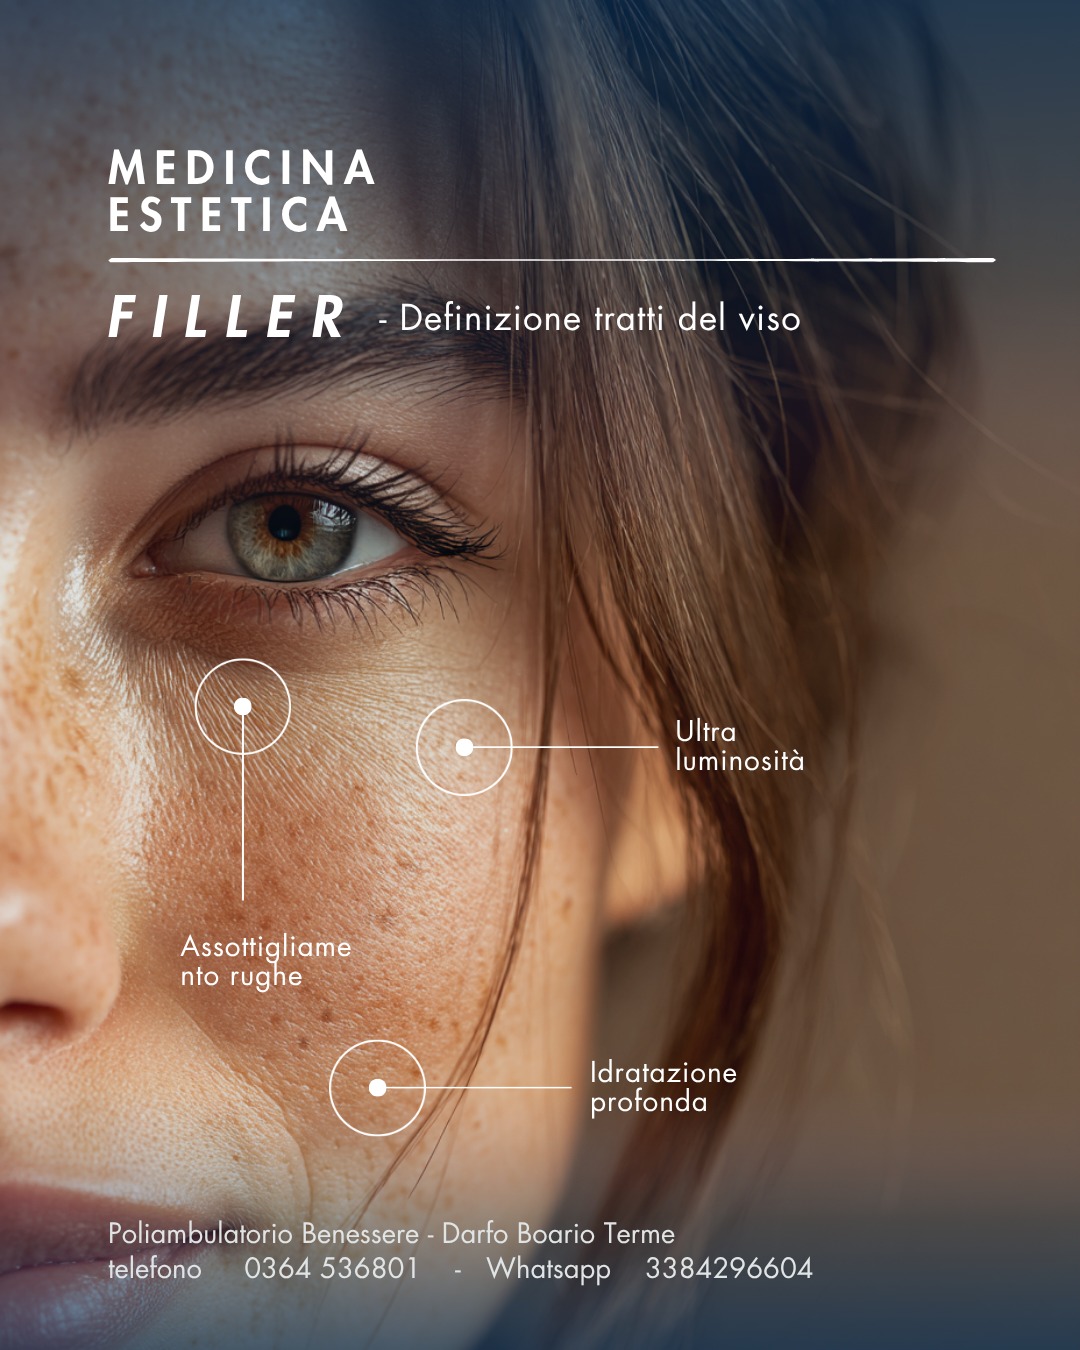 MEDICINA
ESTETICA
FILLER - Definizione tratti del viso
Ultra
luminosità
Assottigliame
nto rughe
Idratazione
profonda
Poliambulatorio Benessere - Darfo Boario Terme
telefono 0364 536801 - Whatsapp 3384296604